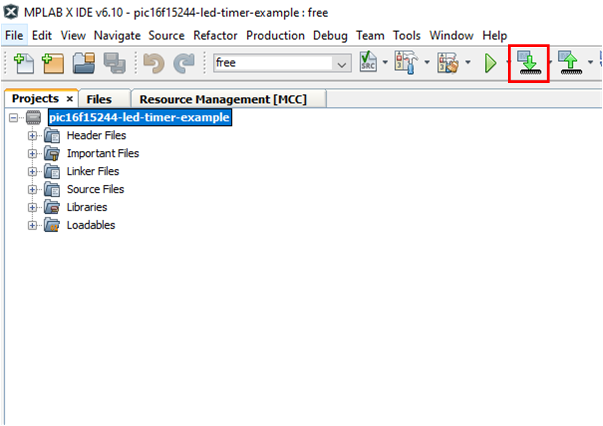 MPLAB X IDE v6.10 - pic16f15244-led-timer-example : free
File Edit View Navigate Source Refactor Production Debug Team Tools Window Help
free
SRC
Projects × Files Resource Management [MCC]
pic16f15244-led-timer-example
Header Files
Important Files
Linker Files
Source Files
Libraries
Loadables